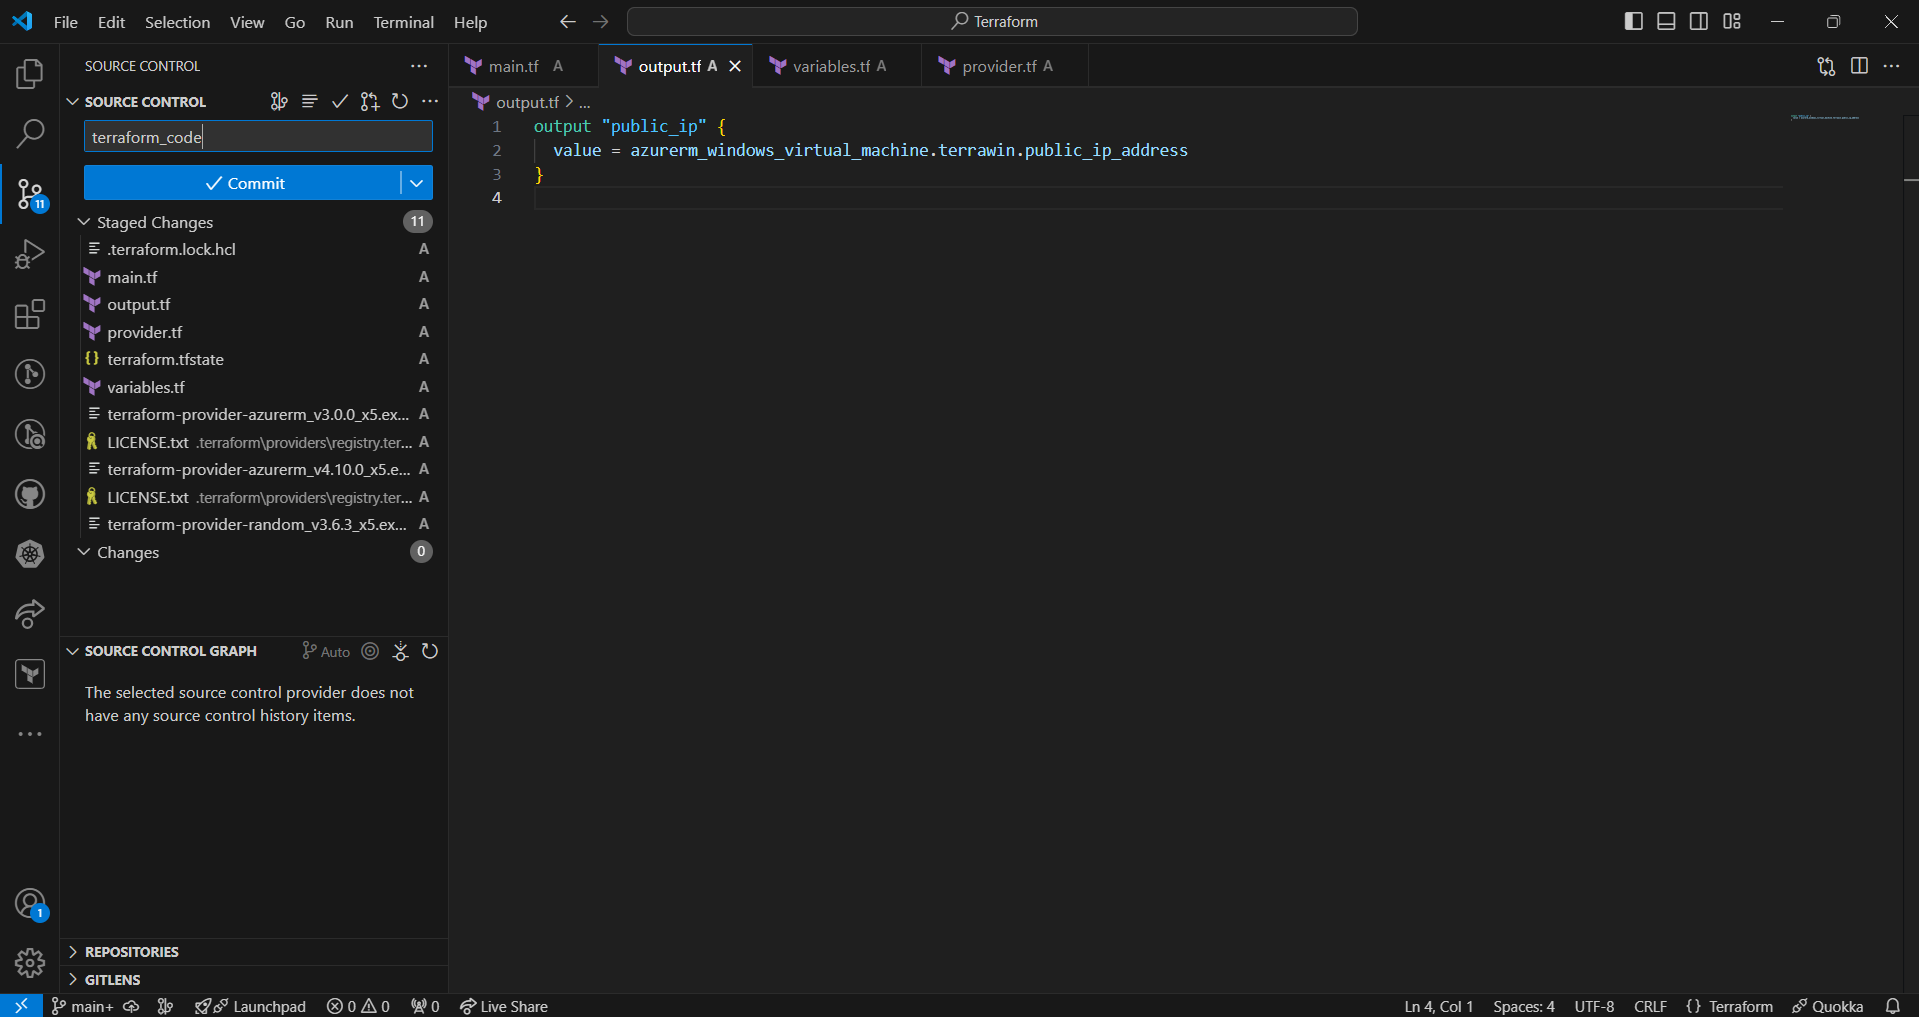 File Edit Selection View Go Run Terminal Help
Terraform
SOURCE CONTROL
SOURCE CONTROL
terraform_code
Commit
Staged Changes 11
.terraform.lock.hcl A
main.tf A
output.tf A
provider.tf A
terraform.tfstate A
variables.tf A
terraform-provider-azurerm_v3.0.0_x5.ex... A
LICENSE.txt .terraform\providers\registry.ter... A
terraform-provider-azurerm_v4.10.0_x5.e... A
LICENSE.txt .terraform\providers\registry.ter... A
terraform-provider-random_v3.6.3_x5.ex... A
Changes 0
SOURCE CONTROL GRAPH Auto
The selected source control provider does not
have any source control history items.
REPOSITORIES
GITLENS
11
1
main.tf A
output.tf A
variables.tf A
provider.tf A
output.tf > ...
1 output "public_ip" {
2 value = azurerm_windows_virtual_machine.terrawin.public_ip_address
3 }
4
main+ Launchpad 0 0 0 Live Share
Ln 4, Col 1 Spaces: 4 UTF-8 CRLF {} Terraform Quokka